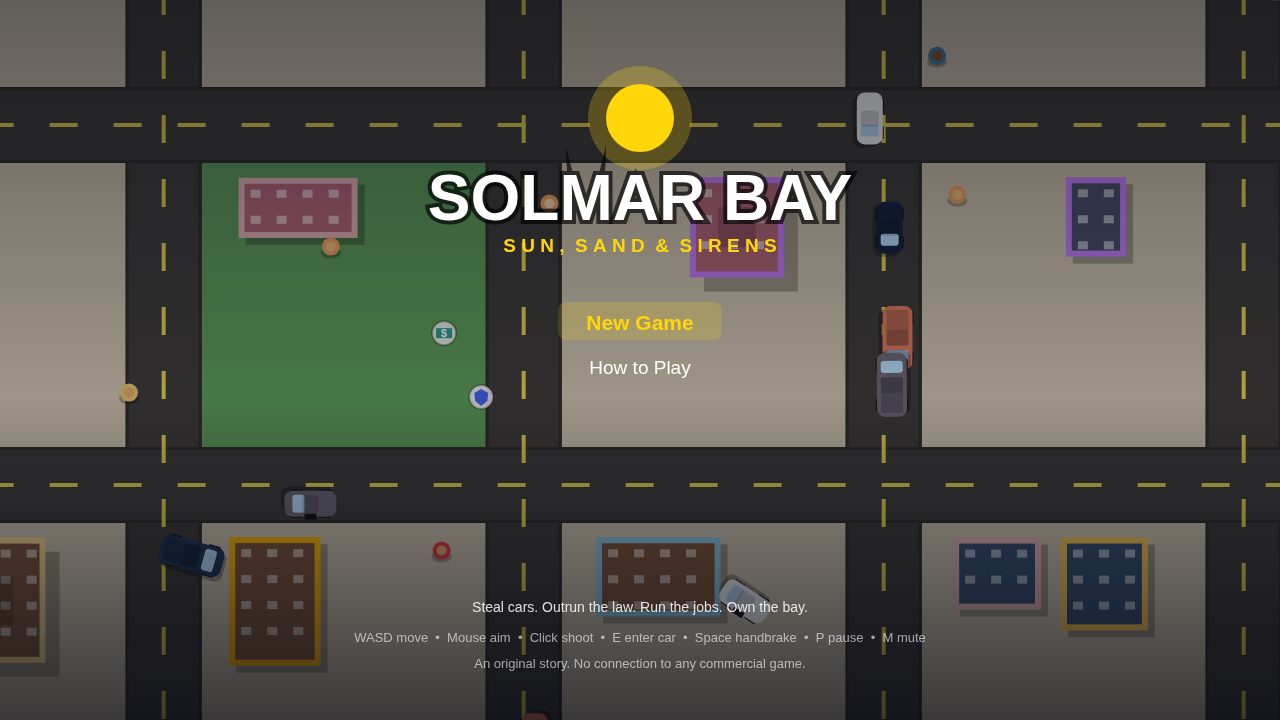 SOLMAR BAY
SUN, SAND & SIRENS
New Game
$
How to Play
Steal cars. Outrun the law. Run the jobs. Own the bay.
WASD move • Mouse aim • Click shoot • E enter car • Space handbrake • P pause • M mute
An original story. No connection to any commercial game.